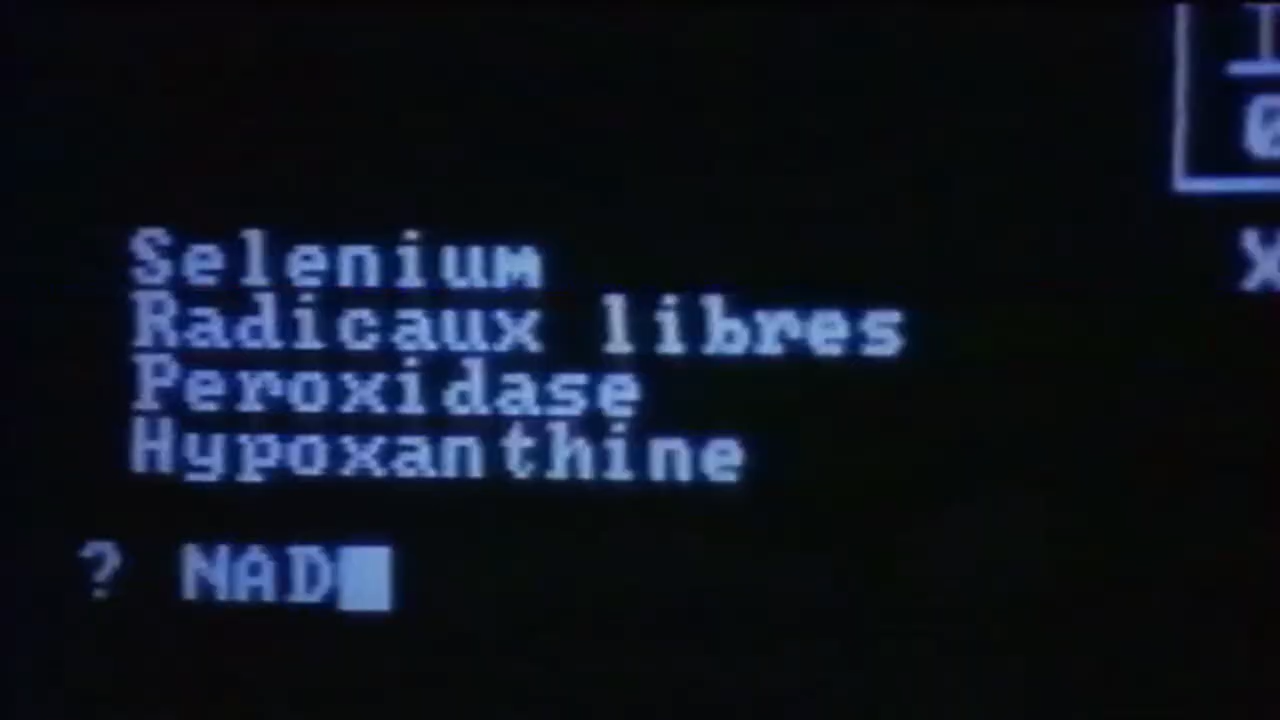 Selenium
Radicaux libres
Peroxidase
Hypoxanthine
? NAD